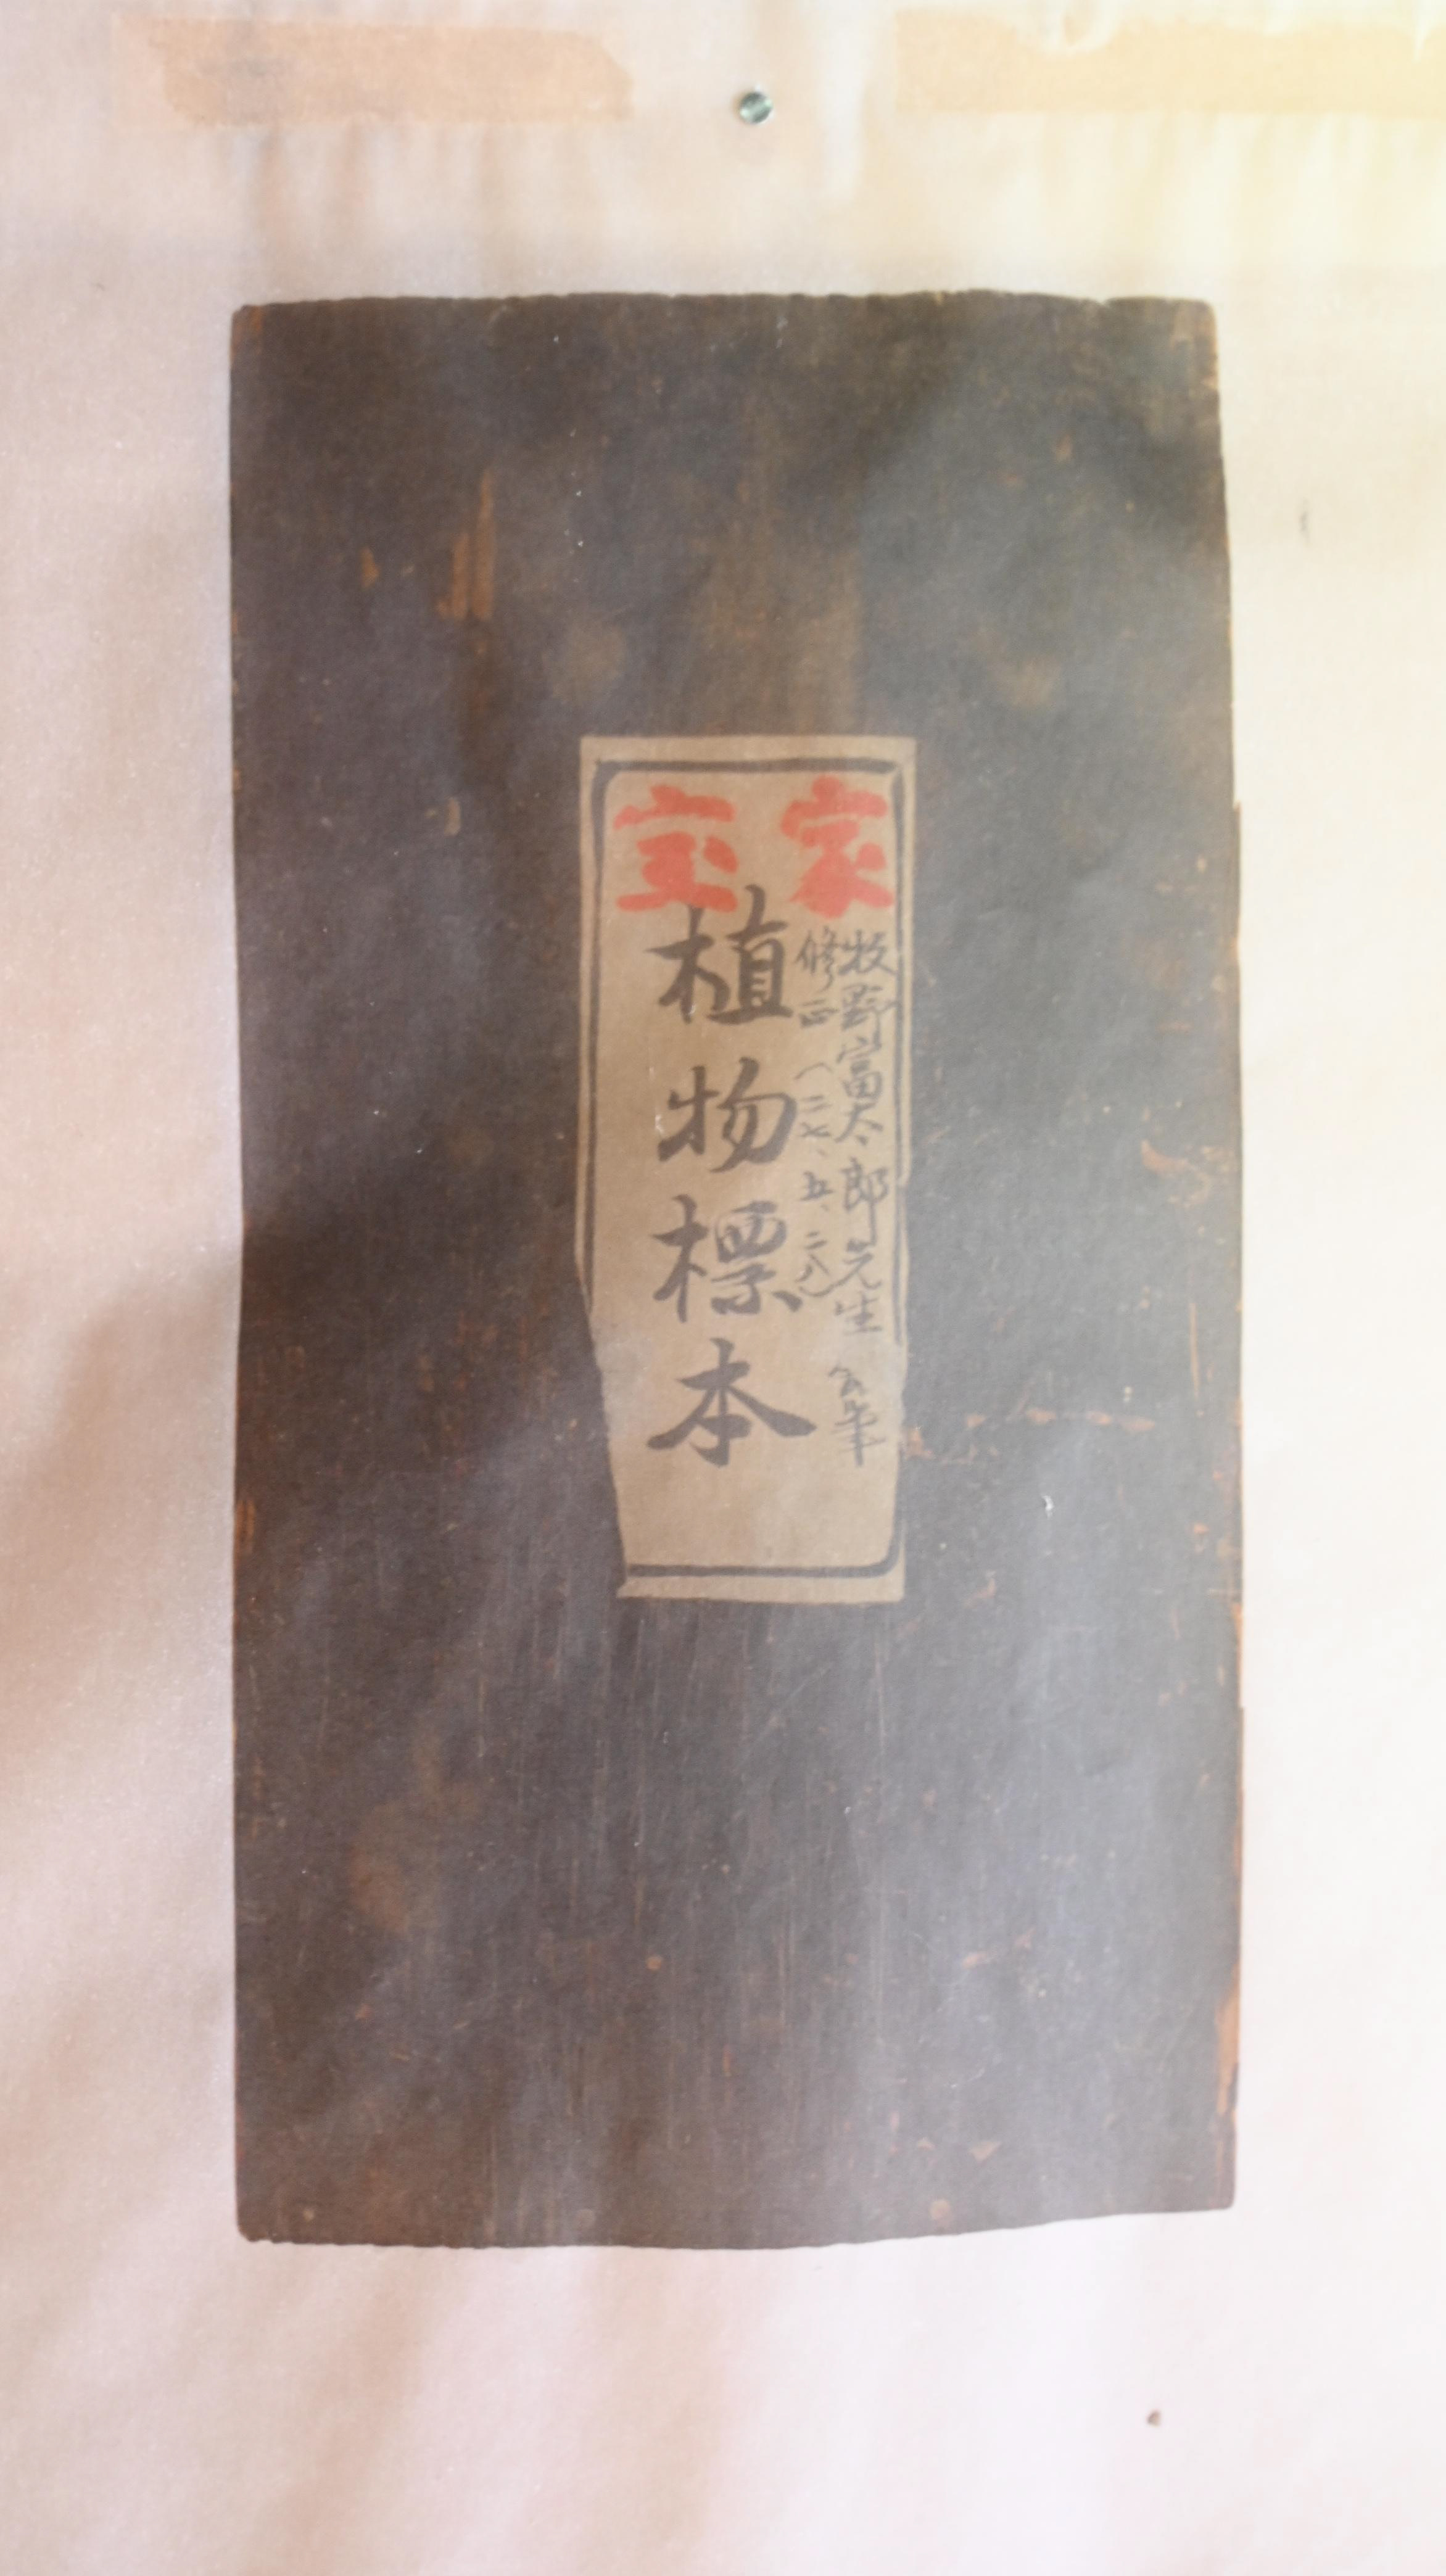 家宝
牧野富太郎先生
修正（二七、五、二八）
植物標本